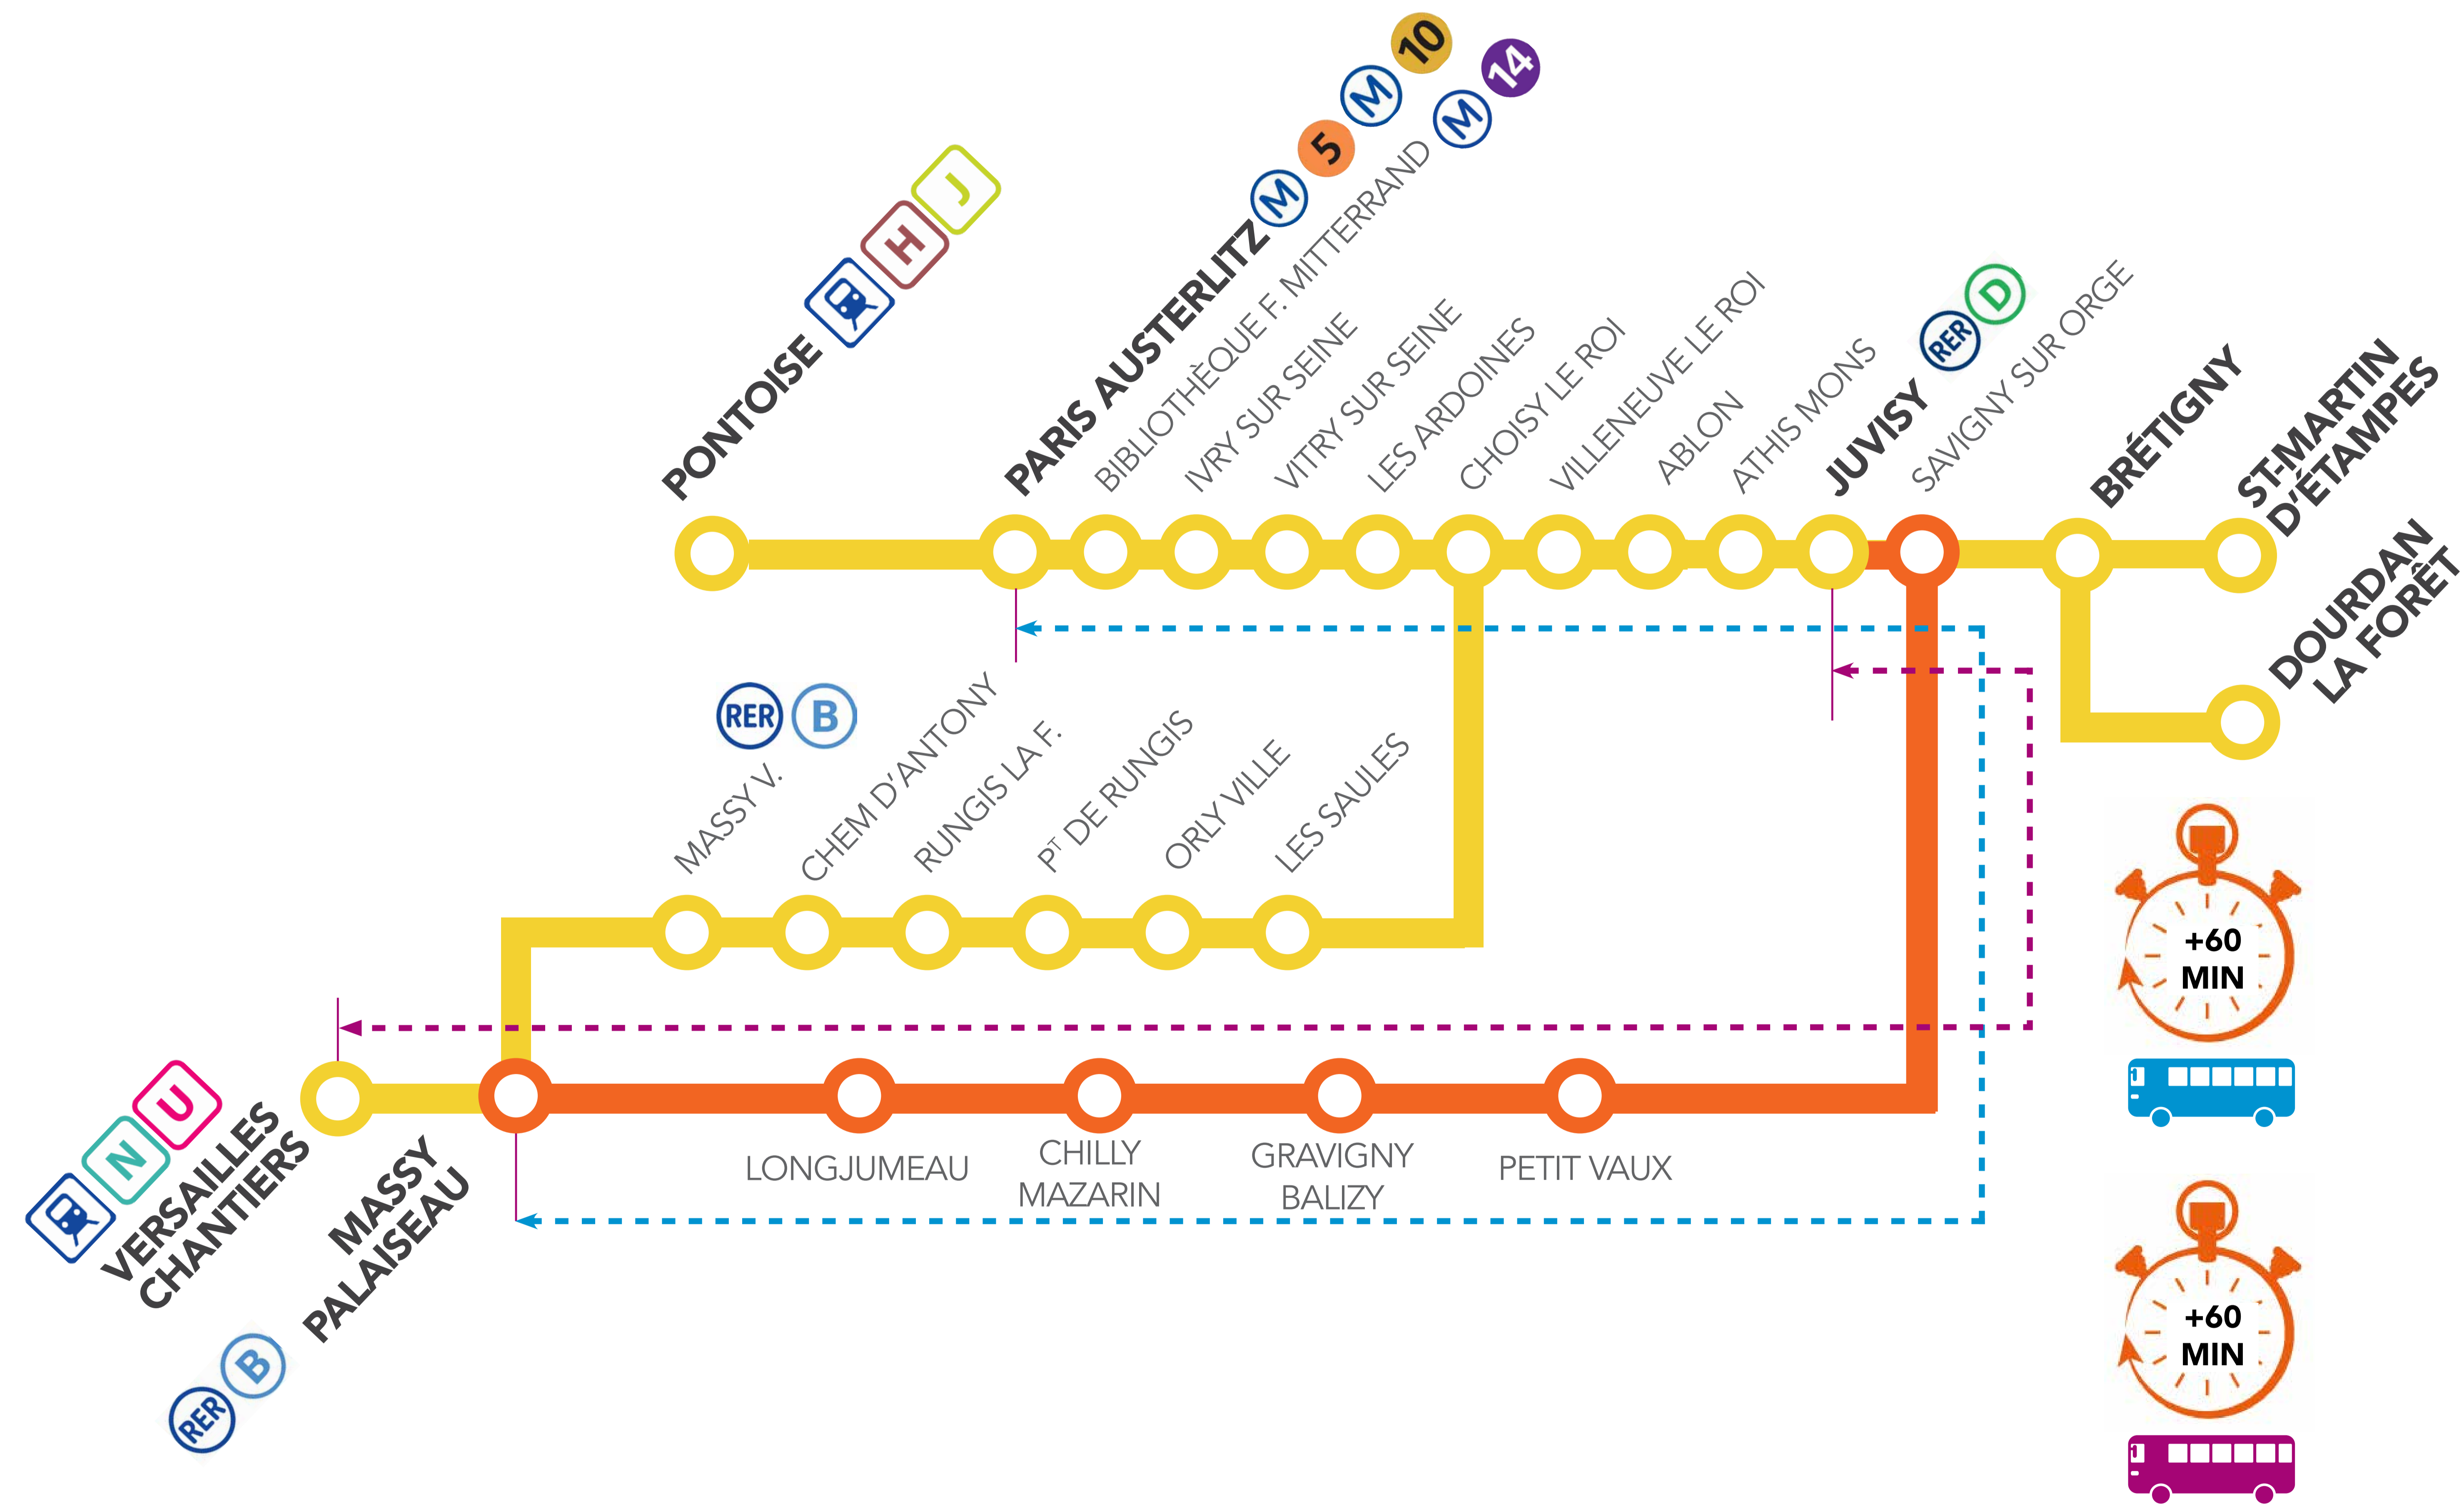 PONTOISE
H
J
PARIS AUSTERLITZ
M
5
M
10
BIBLIOTHÈQUE F. MITTERRAND
M
14
IVRY SUR SEINE
VITRY SUR SEINE
LES ARDOINES
CHOISY LE ROI
VILLENEUVE LE ROI
ABLON
ATHIS MONS
JUVISY
RER
D
SAVIGNY SUR ORGE
BRÉTIGNY
ST-MARTIN
D'ÉTAMPES
DOURDAN
LA FORÊT
RER
B
MASSY V.
CHEM D'ANTONY
RUNGIS LA F.
PT DE RUNGIS
ORLY VILLE
LES SAULES
+60
MIN
N
U
VERSAILLES
CHANTIERS
MASSY
PALAISEAU
RER
B
LONGJUMEAU
CHILLY
MAZARIN
GRAVIGNY
BALIZY
PETIT VAUX
+60
MIN